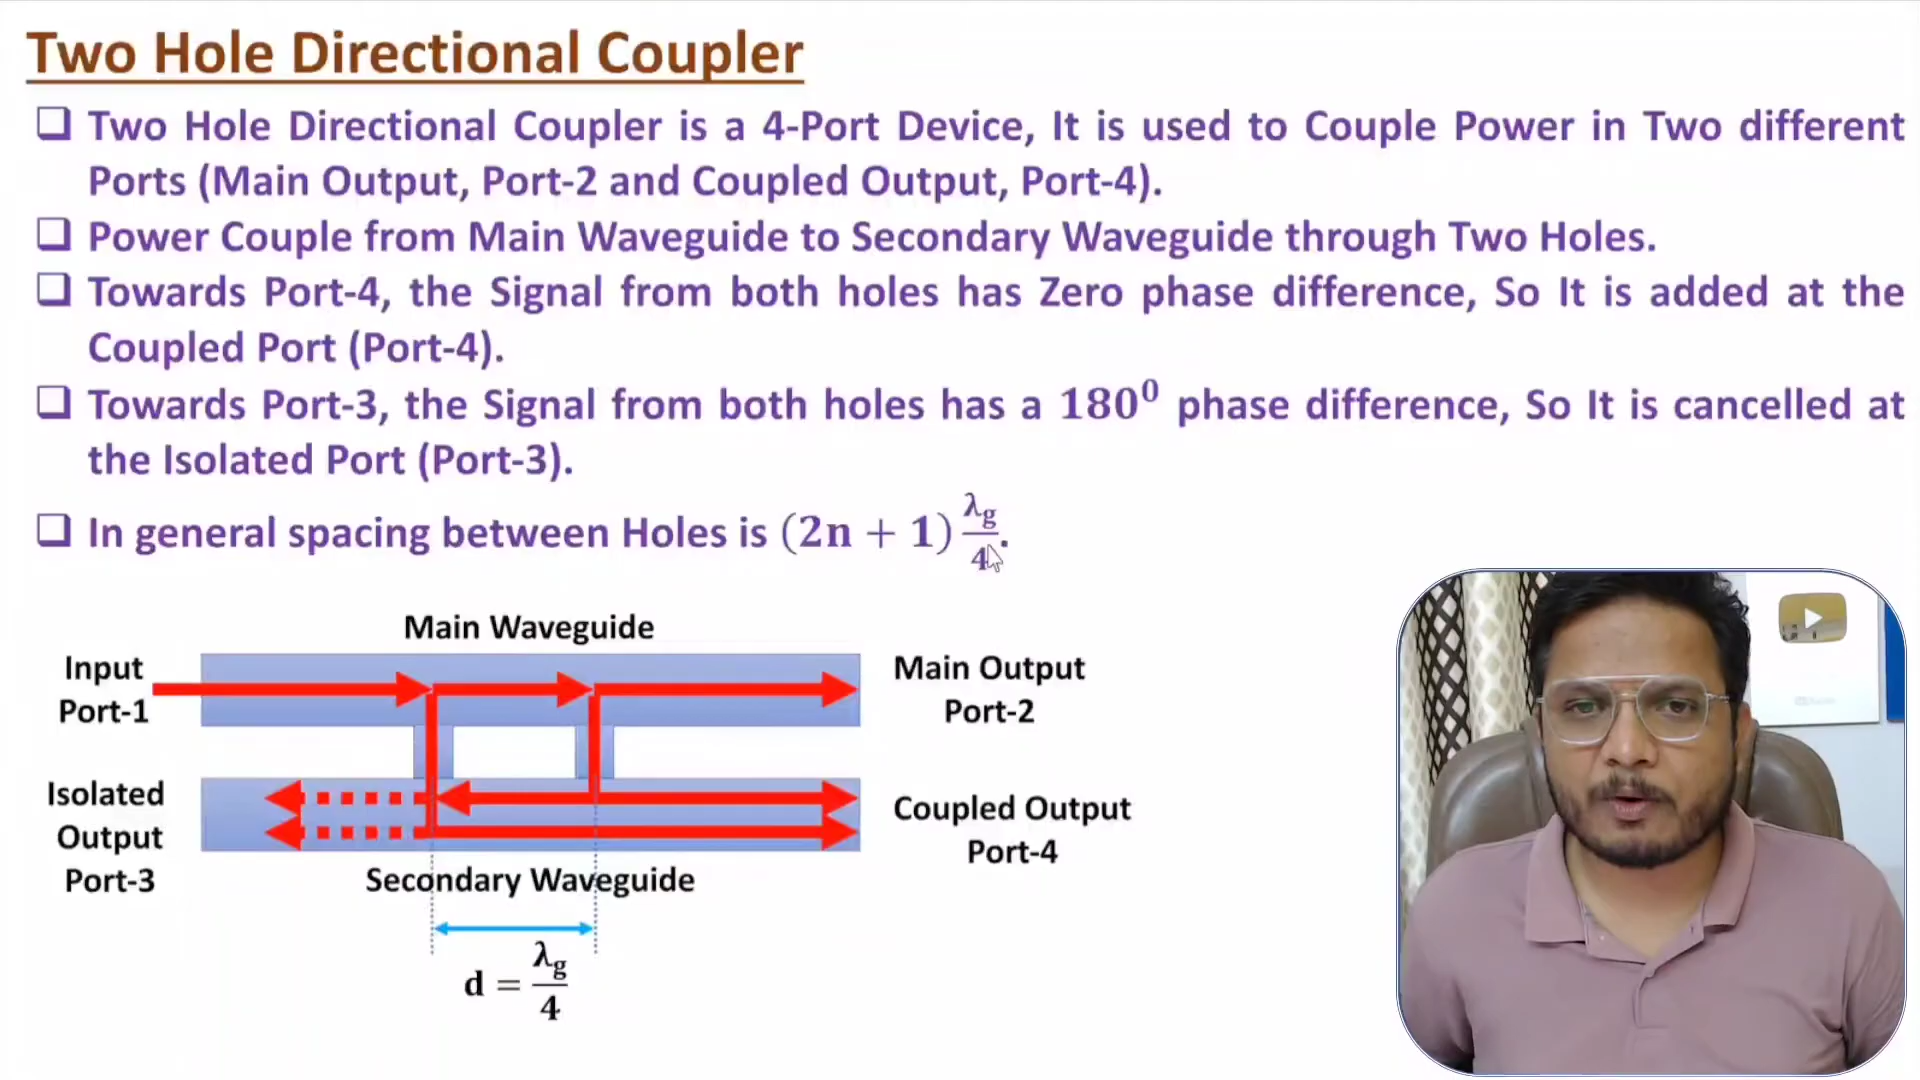 Two Hole Directional Coupler
❑ Two Hole Directional Coupler is a 4-Port Device, It is used to Couple Power in Two different
Ports (Main Output, Port-2 and Coupled Output, Port-4).
❑ Power Couple from Main Waveguide to Secondary Waveguide through Two Holes.
❑ Towards Port-4, the Signal from both holes has Zero phase difference, So It is added at the
Coupled Port (Port-4).
❑ Towards Port-3, the Signal from both holes has a 180⁰ phase difference, So It is cancelled at
the Isolated Port (Port-3).
❑ In general spacing between Holes is (2n + 1) λg/4.
Main Waveguide
Input
Port-1
Main Output
Port-2
Isolated
Output
Port-3
Coupled Output
Port-4
Secondary Waveguide
d = λg/4